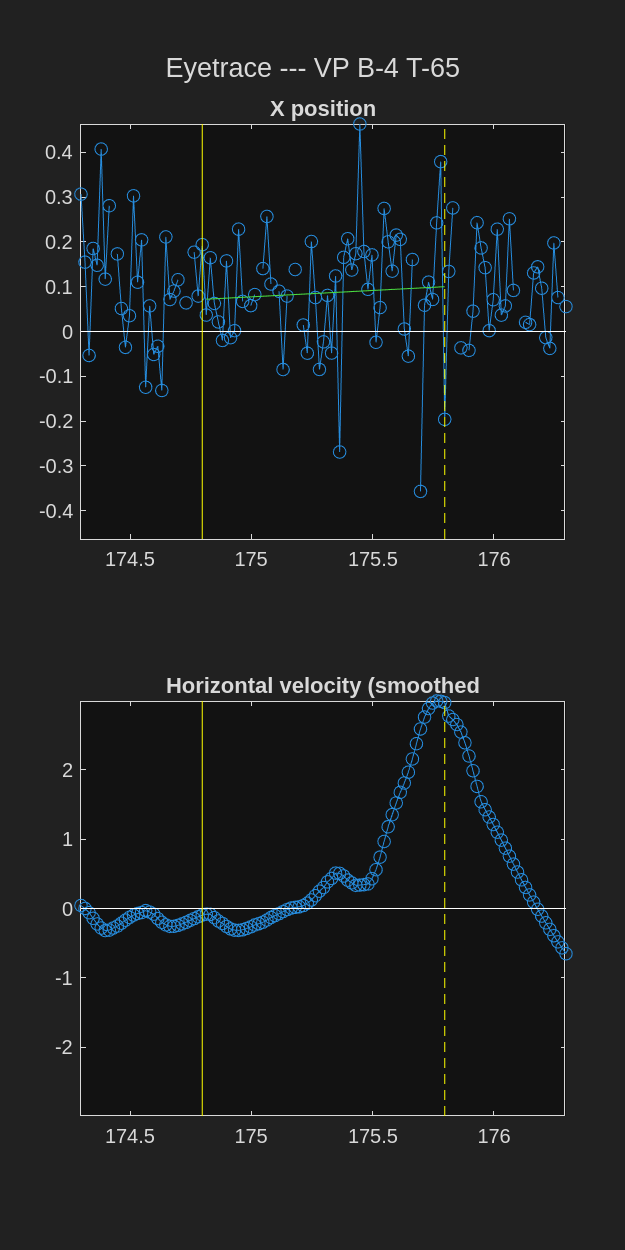 Eyetrace --- VP B-4 T-65
X position
0.4
0.3
0.2
0.1
0
-0.1
-0.2
-0.3
-0.4
174.5 175 175.5 176
Horizontal velocity (smoothed
2
1
0
-1
-2
174.5 175 175.5 176